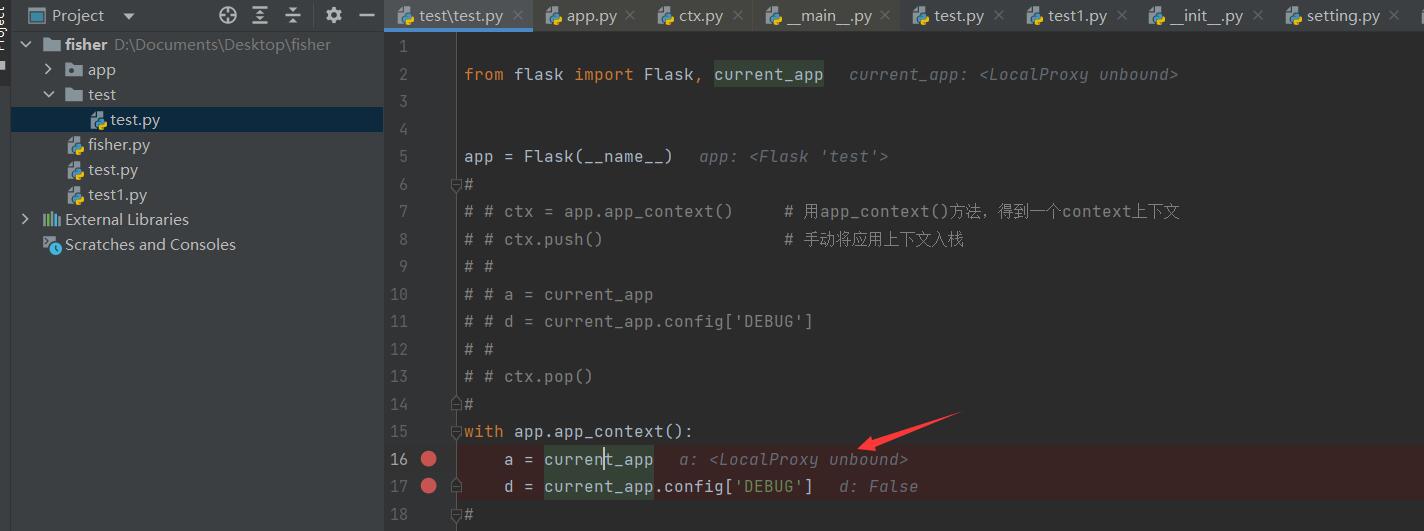 Project
Project
fisher D:\Documents\Desktop\fisher
app
test
test.py
fisher.py
test.py
test1.py
External Libraries
Scratches and Consoles
test\test.py app.py ctx.py __main__.py test.py test1.py __init__.py setting.py
1
2 from flask import Flask, current_app current_app: <LocalProxy unbound>
3
4
5 app = Flask(__name__) app: <Flask 'test'>
6 #
7 # # ctx = app.app_context() # 用app_context()方法，得到一个context上下文
8 # # ctx.push() # 手动将应用上下文入栈
9 # #
10 # # a = current_app
11 # # d = current_app.config['DEBUG']
12 # #
13 # # ctx.pop()
14 #
15 with app.app_context():
16 a = current_app a: <LocalProxy unbound>
17 d = current_app.config['DEBUG'] d: False
18 #